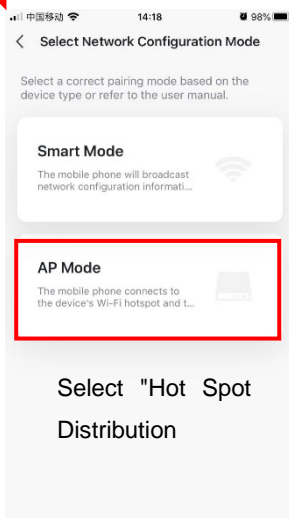 中国移动 14:18 98%
Select Network Configuration Mode
Select a correct pairing mode based on the
device type or refer to the user manual.
Smart Mode
The mobile phone will broadcast
network configuration informati...
AP Mode
The mobile phone connects to
the device's Wi-Fi hotspot and t...
Select "Hot Spot
Distribution